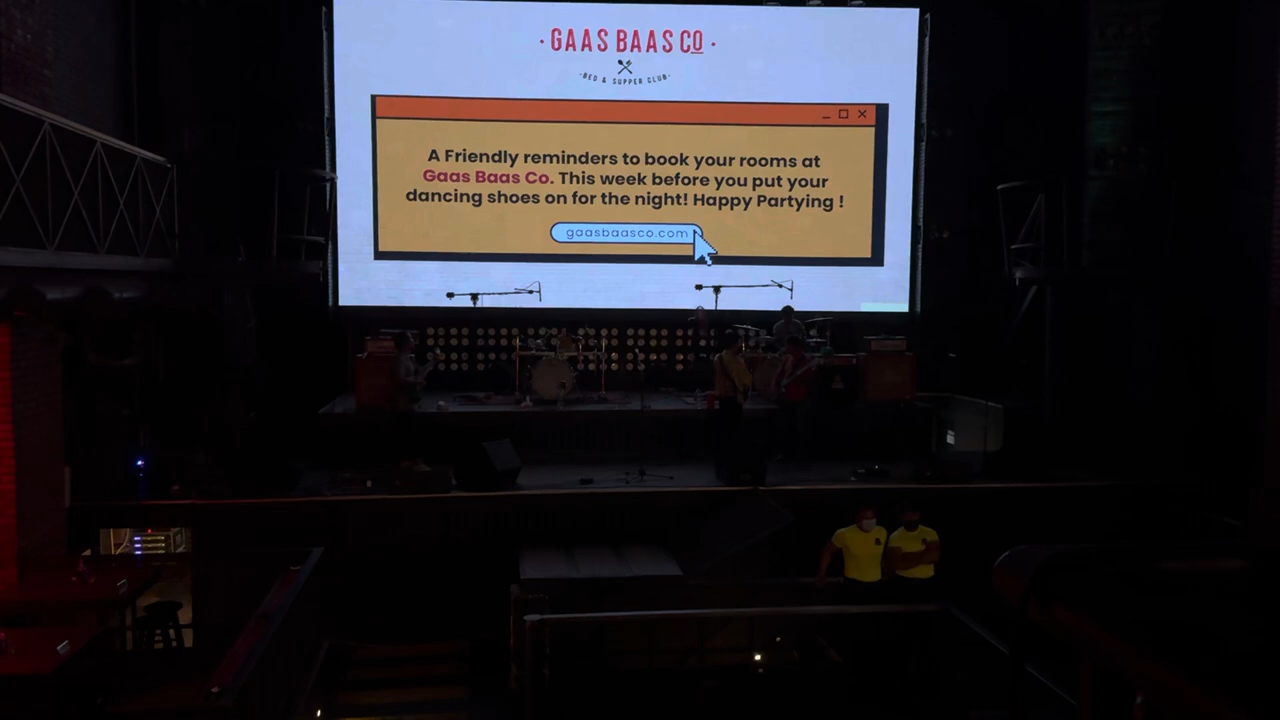 · GAAS BAAS CO ·
·BED & SUPPER CLUB·
A Friendly reminders to book your rooms at
Gaas Baas Co. This week before you put your
dancing shoes on for the night! Happy Partying !
gaasbaasco.com